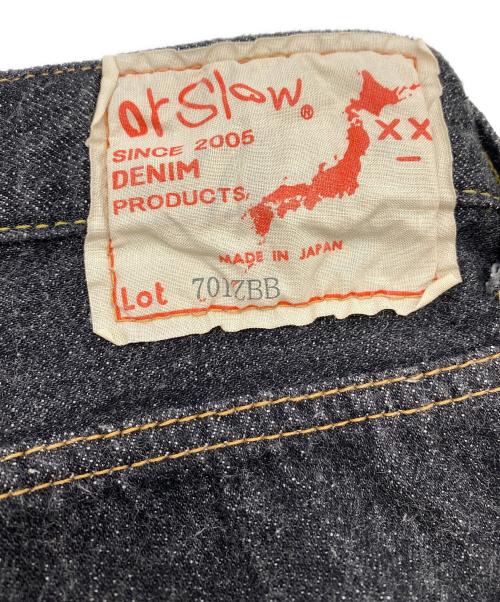 orSlow®
SINCE 2005
DENIM
PRODUCTS,
XX
MADE IN JAPAN
Lot 701ZBB